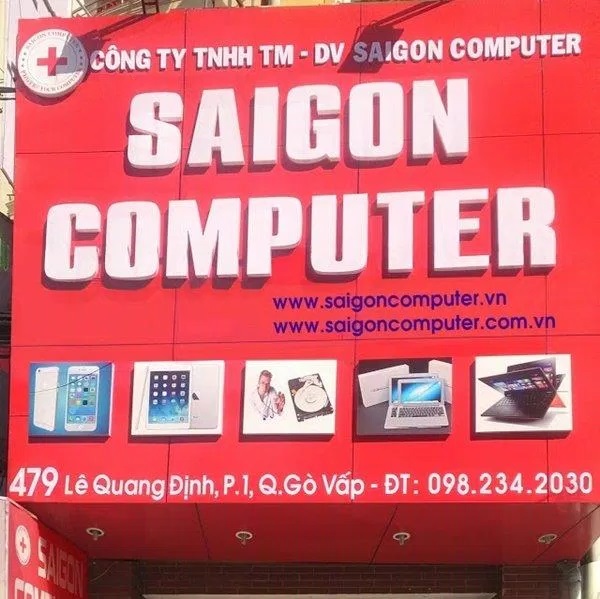 CÔNG TY TNHH TM - DV SAIGON COMPUTER
SAIGON
COMPUTER
www.saigoncomputer.vn
www.saigoncomputer.com.vn
479 Lê Quang Định, P.1, Q.Gò Vấp - ĐT: 098.234.2030
SAIGON
COMPUTER